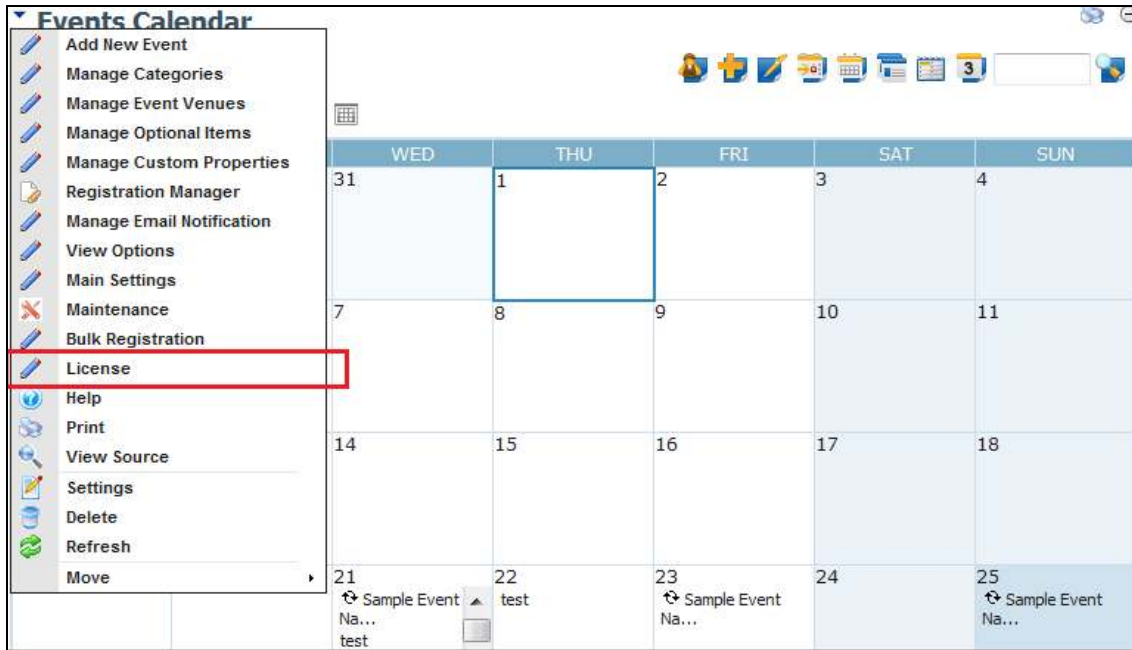 Events Calendar
Add New Event
Manage Categories
Manage Event Venues
Manage Optional Items
Manage Custom Properties
Registration Manager
Manage Email Notification
View Options
Main Settings
Maintenance
Bulk Registration
License
Help
Print
View Source
Settings
Delete
Refresh
Move
3
WED THU FRI SAT SUN
31 1 2 3 4
7 8 9 10 11
14 15 16 17 18
21 22 23 24 25
Sample Event test Sample Event Sample Event
Na... Na... Na...
test